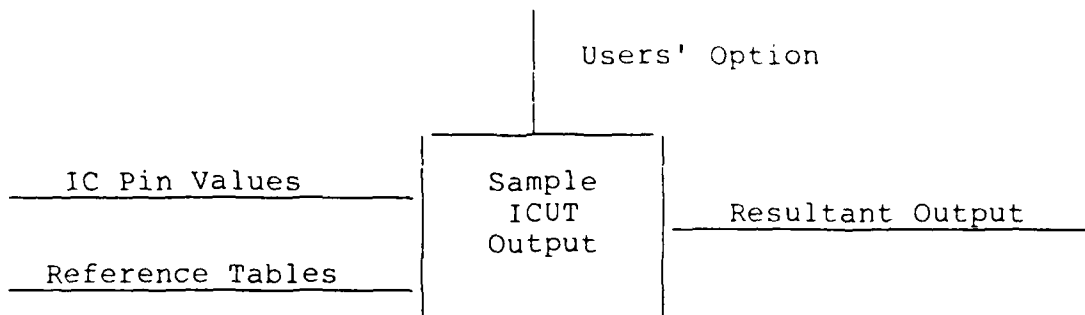 Users' Option
IC Pin Values
Sample
ICUT
Output
Resultant Output
Reference Tables